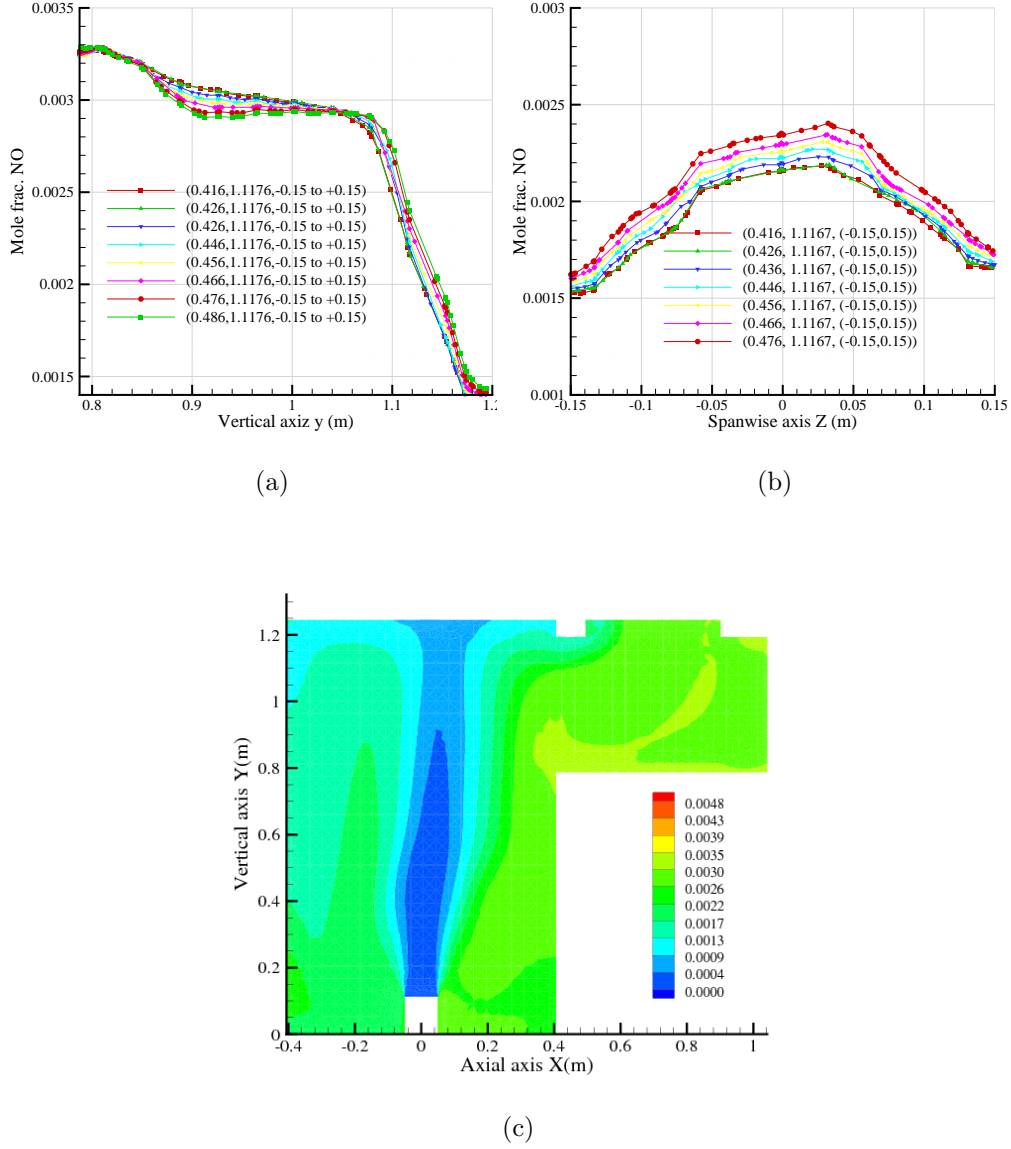 0.0035
0.003
0.0025
0.002
0.0015
Mole frac. NO
(0.416,1.1176,-0.15 to +0.15)
(0.426,1.1176,-0.15 to +0.15)
(0.426,1.1176,-0.15 to +0.15)
(0.446,1.1176,-0.15 to +0.15)
(0.456,1.1176,-0.15 to +0.15)
(0.466,1.1176,-0.15 to +0.15)
(0.476,1.1176,-0.15 to +0.15)
(0.486,1.1176,-0.15 to +0.15)
0.8 0.9 1 1.1 1.2
Vertical axiz y (m)
(a)
0.003
0.0025
0.002
0.0015
0.001
Mole frac. NO
(0.416, 1.1167, (-0.15,0.15))
(0.426, 1.1167, (-0.15,0.15))
(0.436, 1.1167, (-0.15,0.15))
(0.446, 1.1167, (-0.15,0.15))
(0.456, 1.1167, (-0.15,0.15))
(0.466, 1.1167, (-0.15,0.15))
(0.476, 1.1167, (-0.15,0.15))
-0.15 -0.1 -0.05 0 0.05 0.1 0.15
Spanwise axis Z (m)
(b)
1.2
1
0.8
0.6
0.4
0.2
0
Vertical axis Y(m)
0.0048
0.0043
0.0039
0.0035
0.0030
0.0026
0.0022
0.0017
0.0013
0.0009
0.0004
0.0000
-0.4 -0.2 0 0.2 0.4 0.6 0.8 1
Axial axis X(m)
(c)